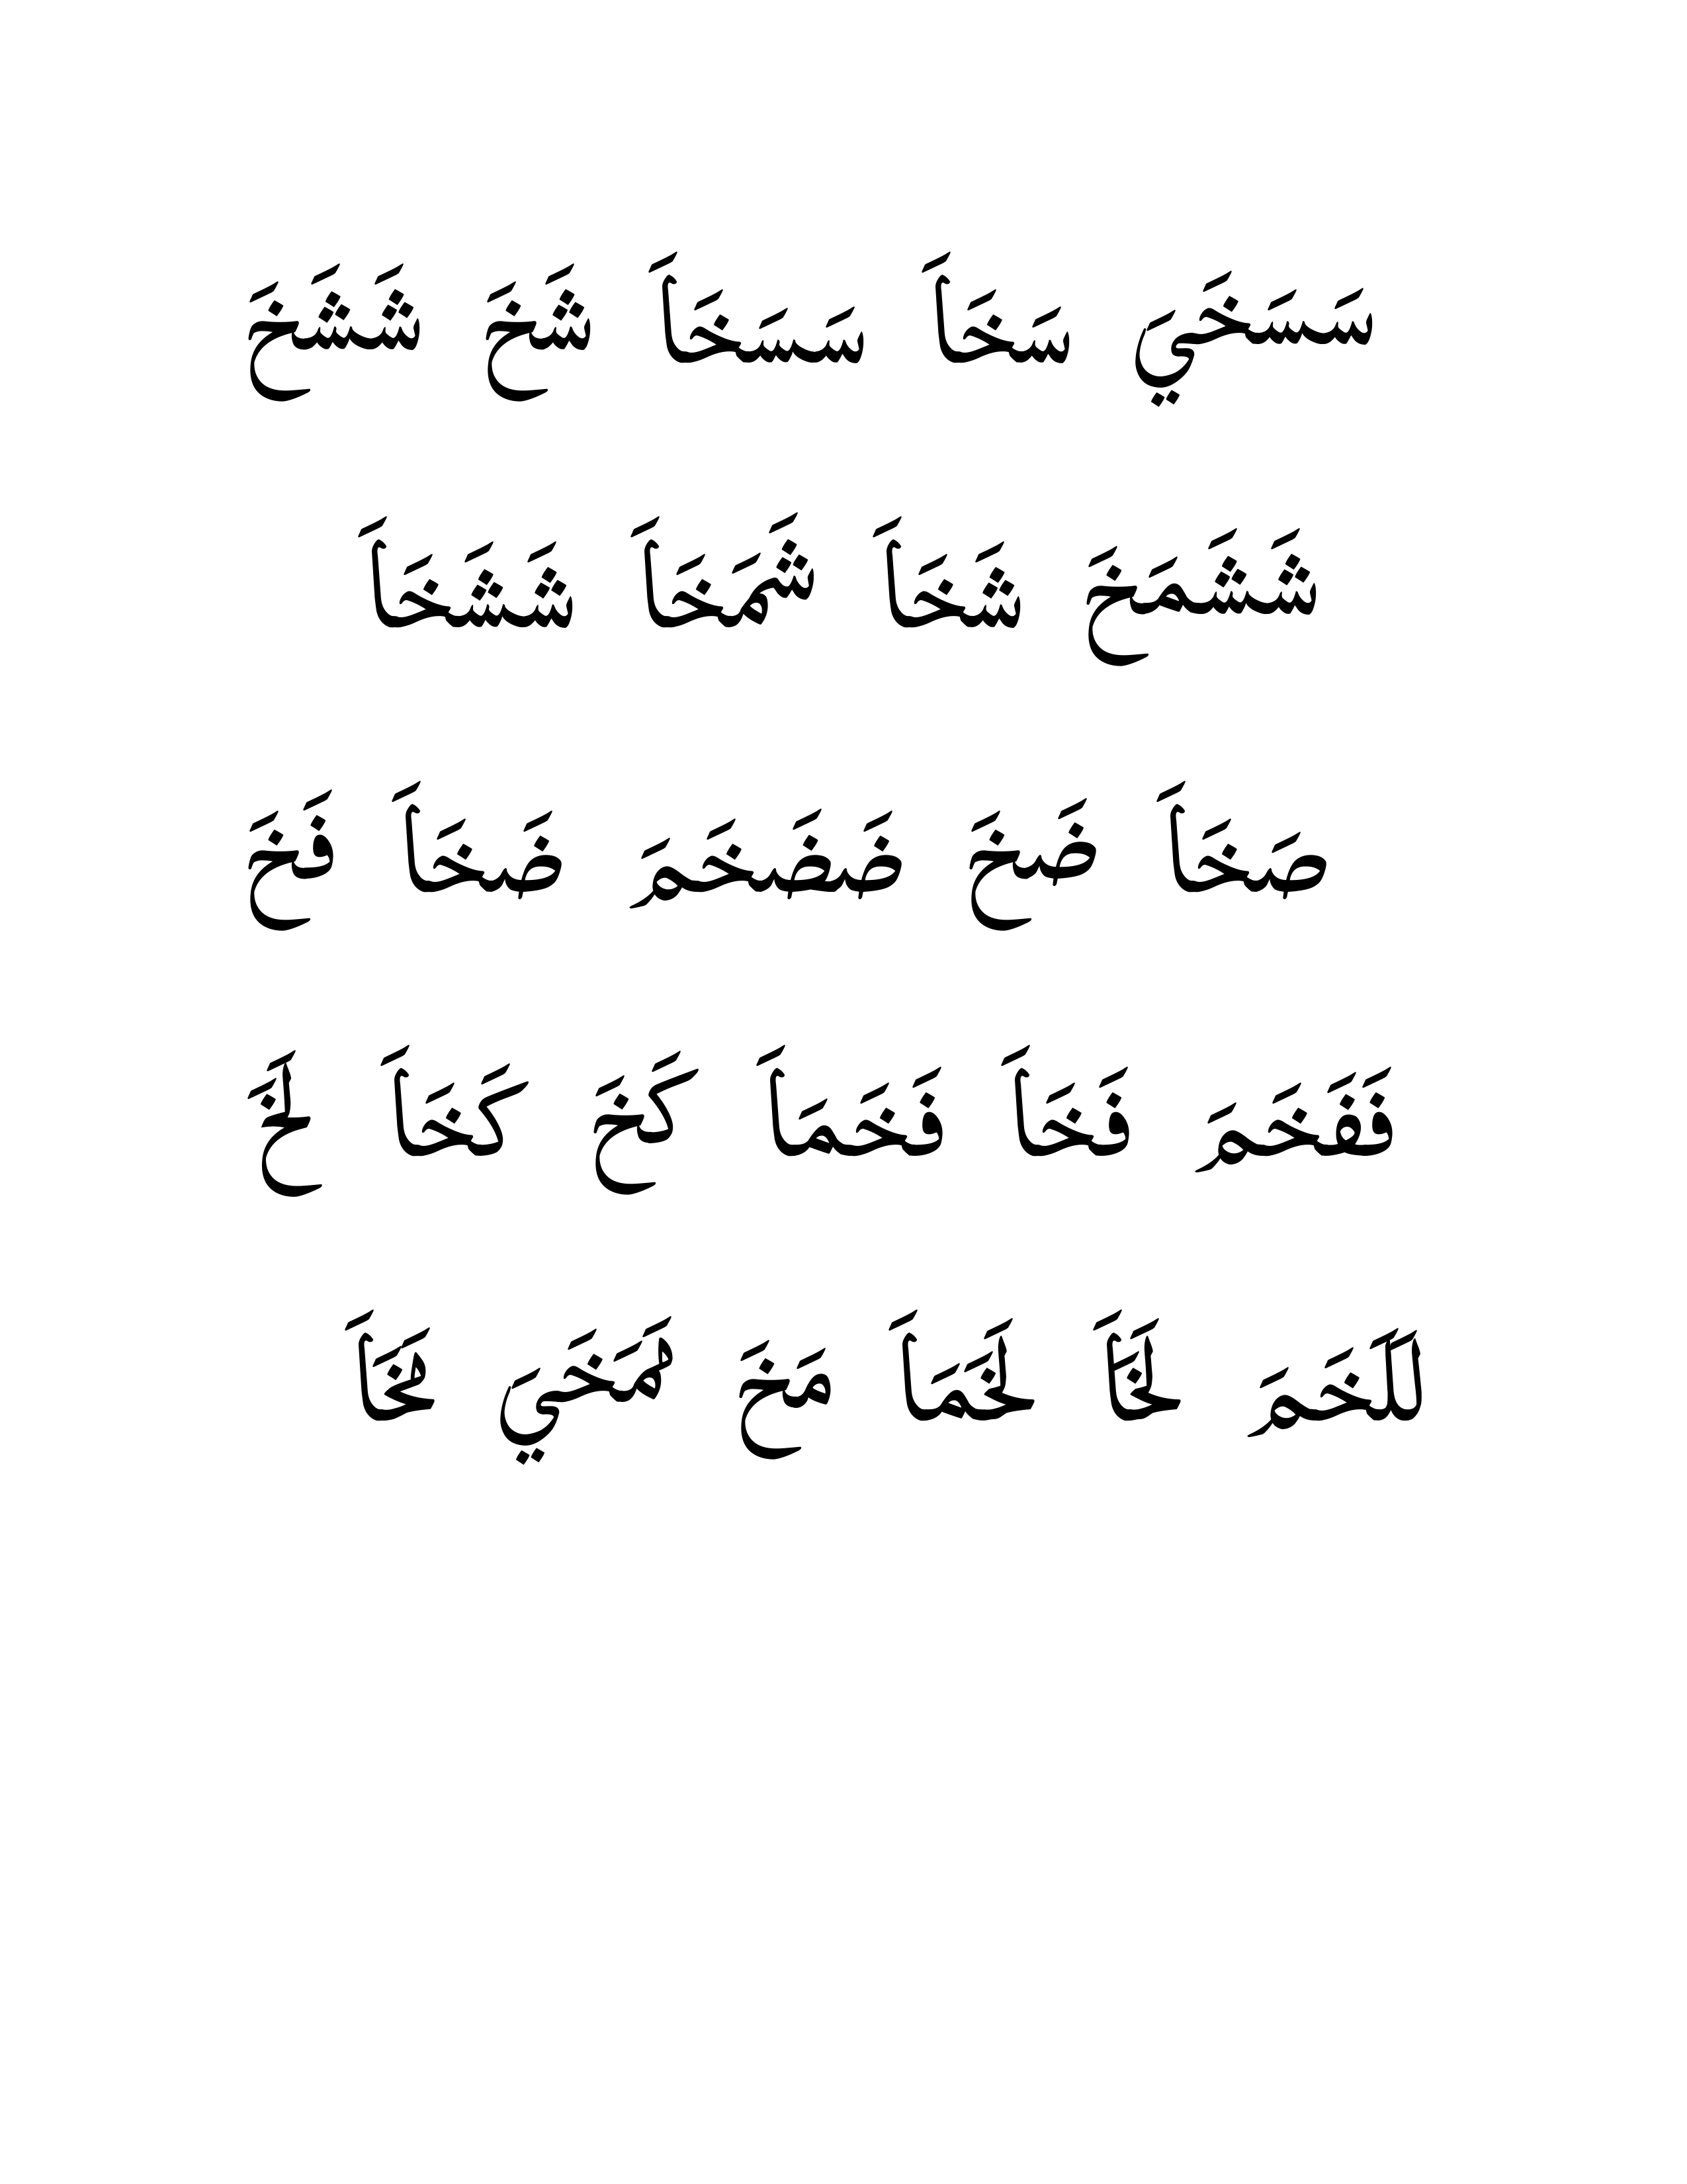 سَسَخَيَ سَخَاَ سَسَخَاَ شَخَ شَشَخَ
شَشَمَخَ شَخَاَ شَمَخَاَ شَشَخَاَ
صَخَاَ ضَخَ ضَضَخَمَ ضَخَاَ فَخَ
فَفَخَمَ فَخَاَ فَخَمَاَ كَخَ كَخَاَ لَخَ
لَلَخَمَ لَخَاَ لَخَمَاَ مَخَ مَمَخَيَ مَخَاَ